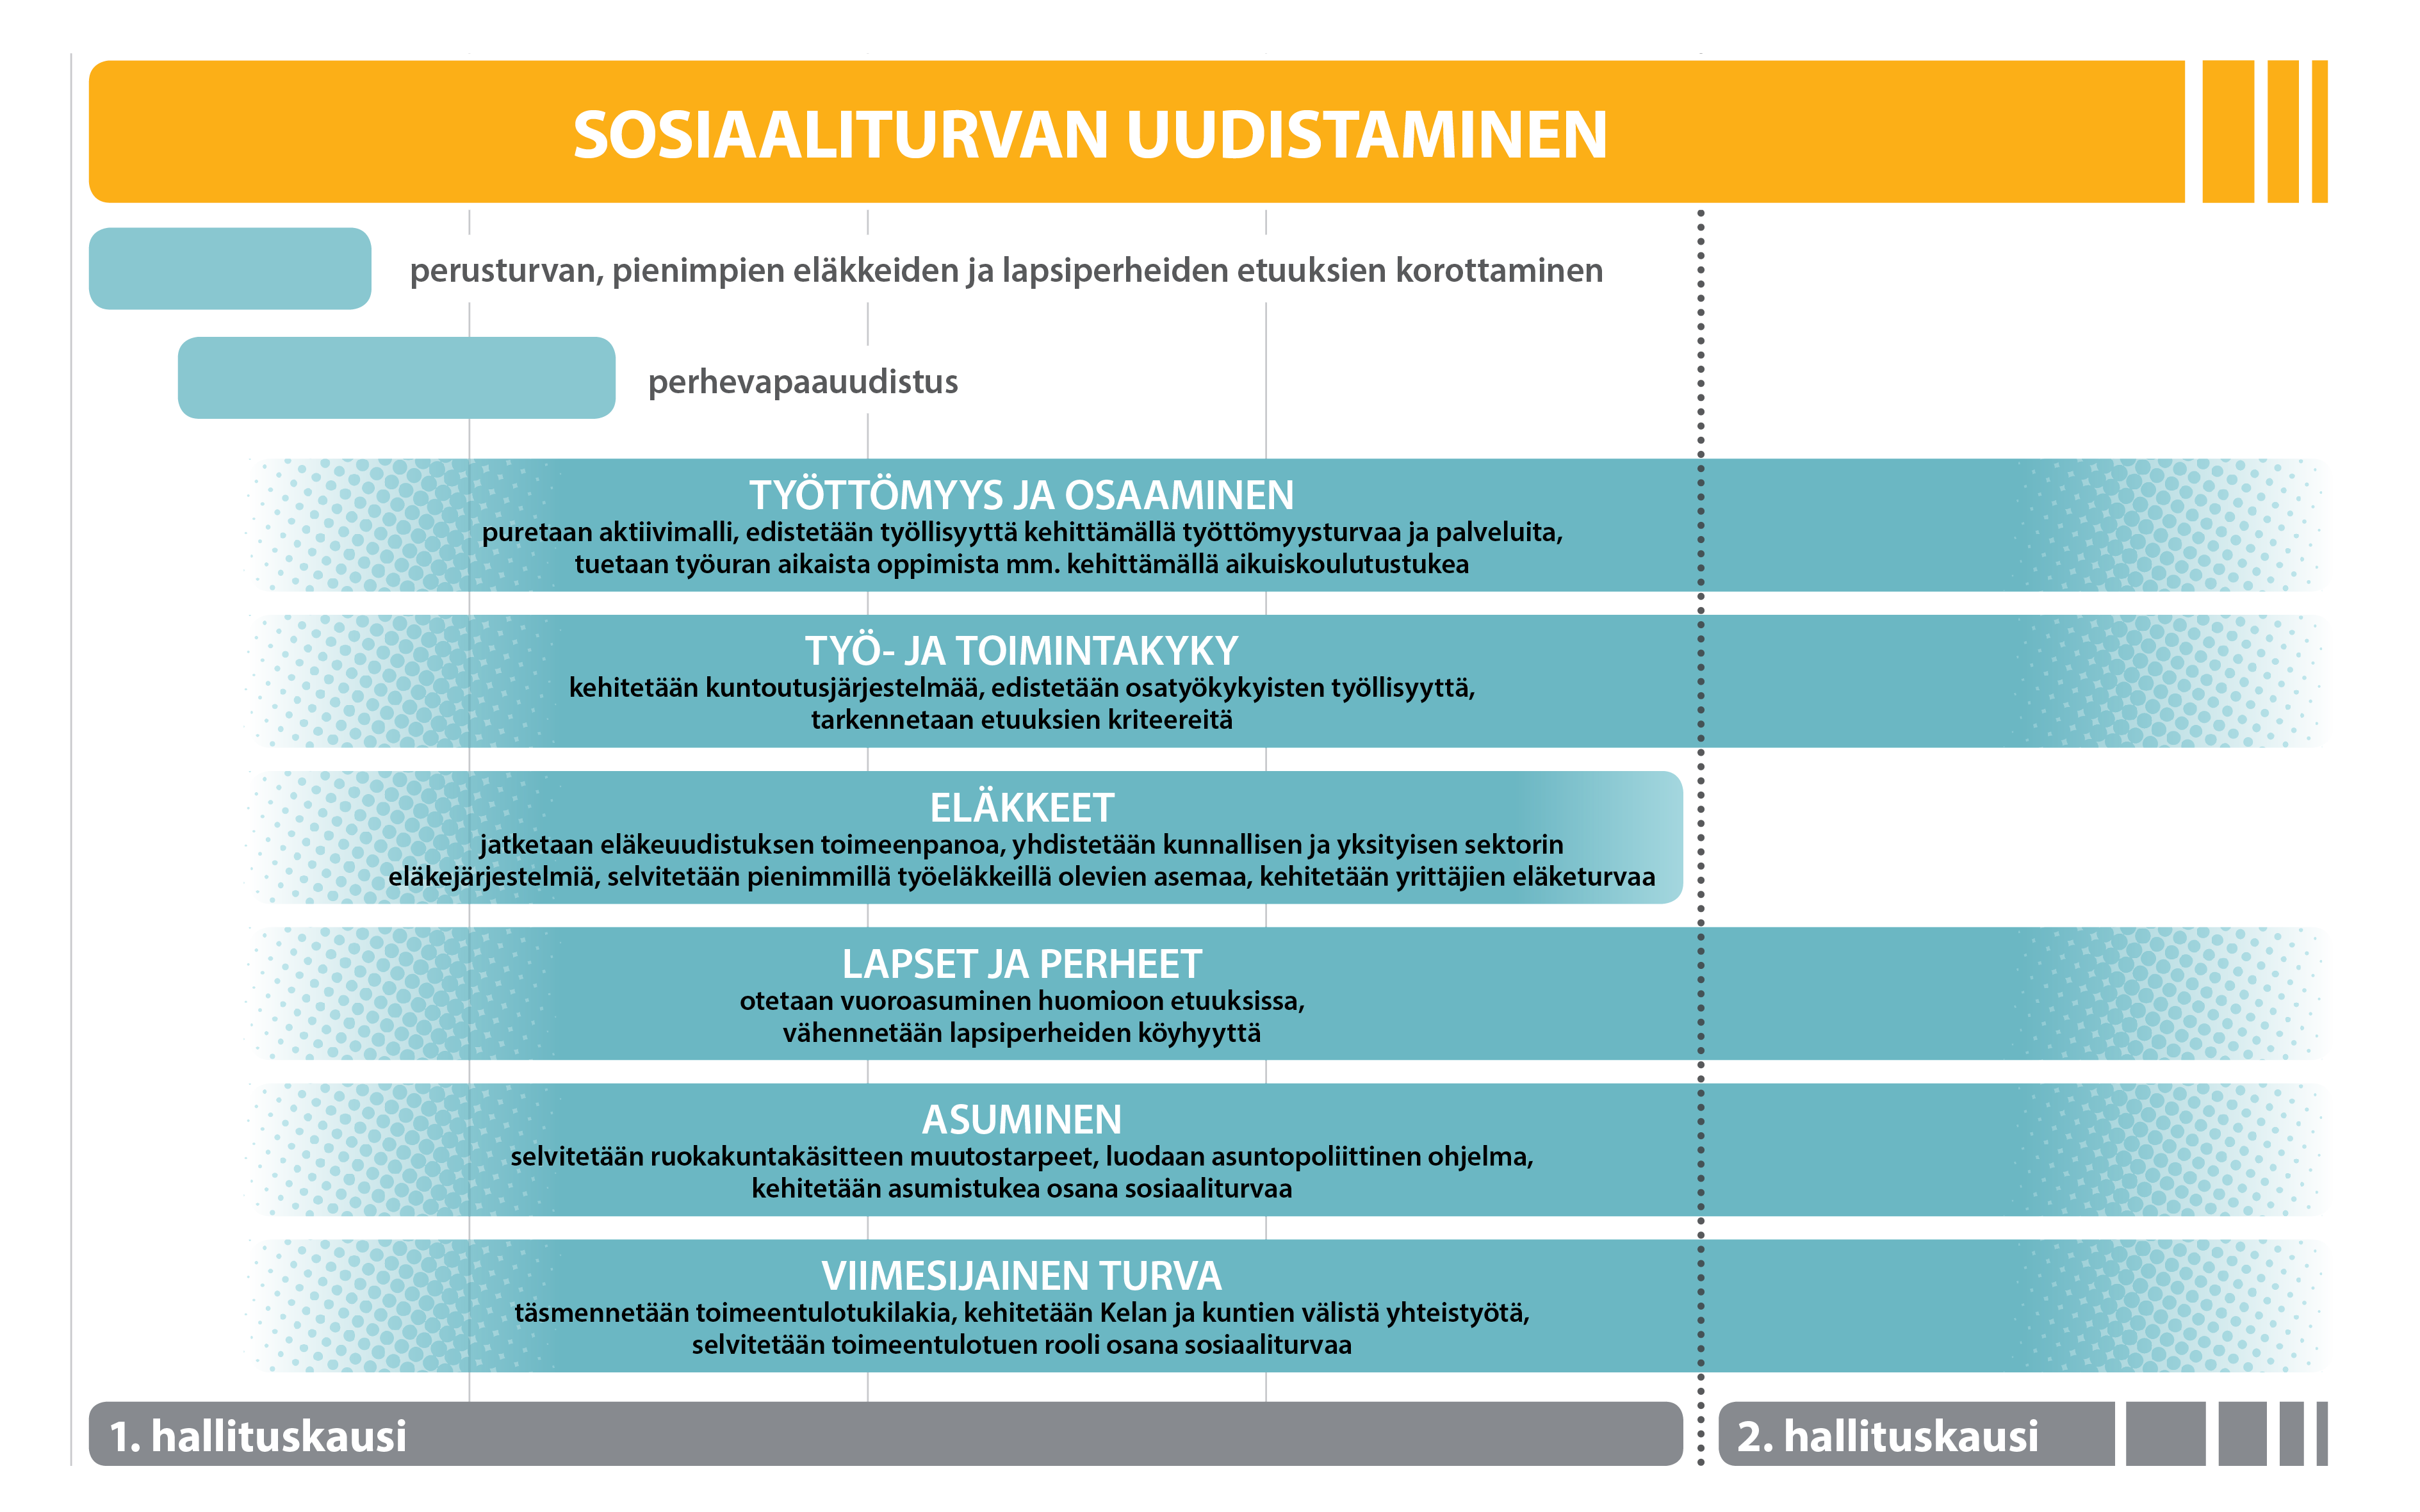 SOSIAALITURVAN UUDISTAMINEN
perusturvan, pienimpien eläkkeiden ja lapsiperheiden etuuksien korottaminen
perhevapaauudistus
TYÖTTÖMYYS JA OSAAMINEN
puretaan aktiivimalli, edistetään työllisyyttä kehittämällä työttömyysturvaa ja palveluita,
tuetaan työuran aikaista oppimista mm. kehittämällä aikuiskoulutustukea
TYÖ- JA TOIMINTAKYKY
kehitetään kuntoutusjärjestelmää, edistetään osatyökykyisten työllisyyttä,
tarkennetaan etuuksien kriteereitä
ELÄKKEET
jatketaan eläkeuudistuksen toimeenpanoa, yhdistetään kunnallisen ja yksityisen sektorin
eläkejärjestelmiä, selvitetään pienimmillä työeläkkeillä olevien asemaa, kehitetään yrittäjien eläketurvaa
LAPSET JA PERHEET
otetaan vuoroasuminen huomioon etuuksissa,
vähennetään lapsiperheiden köyhyyttä
ASUMINEN
selvitetään ruokakuntakäsitteen muutostarpeet, luodaan asuntopoliittinen ohjelma,
kehitetään asumistukea osana sosiaaliturvaa
VIIMESIJAINEN TURVA
täsmennetään toimeentulotukilakia, kehitetään Kelan ja kuntien välistä yhteistyötä,
selvitetään toimeentulotuen rooli osana sosiaaliturvaa
1. hallituskausi
2. hallituskausi